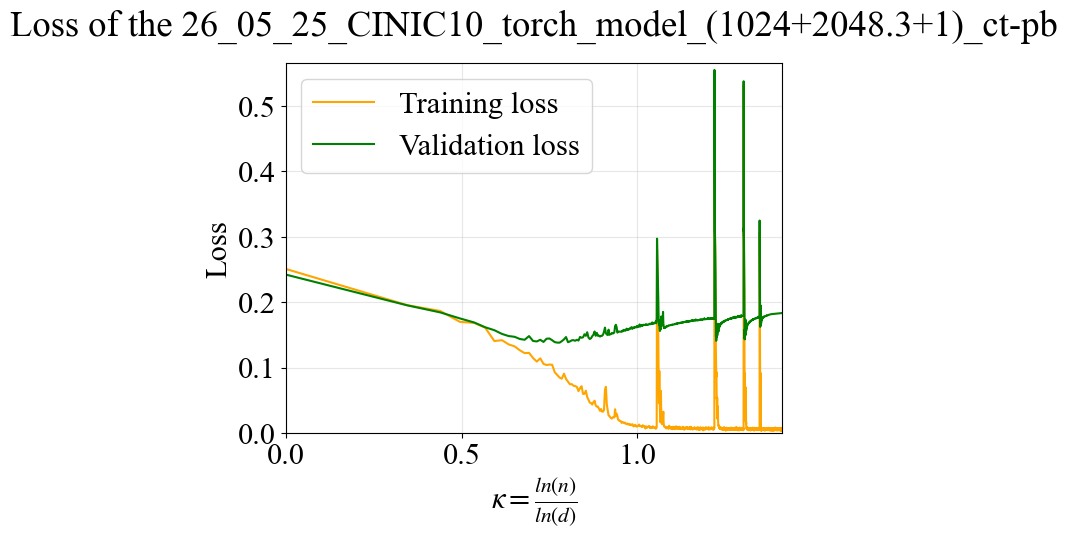 Loss of the 26_05_25_CINIC10_torch_model_(1024+2048.3+1)_ct-pb
Training loss
Validation loss
Loss
0.5
0.4
0.3
0.2
0.1
0.0
0.0 0.5 1.0
κ = ln(n)/ln(d)